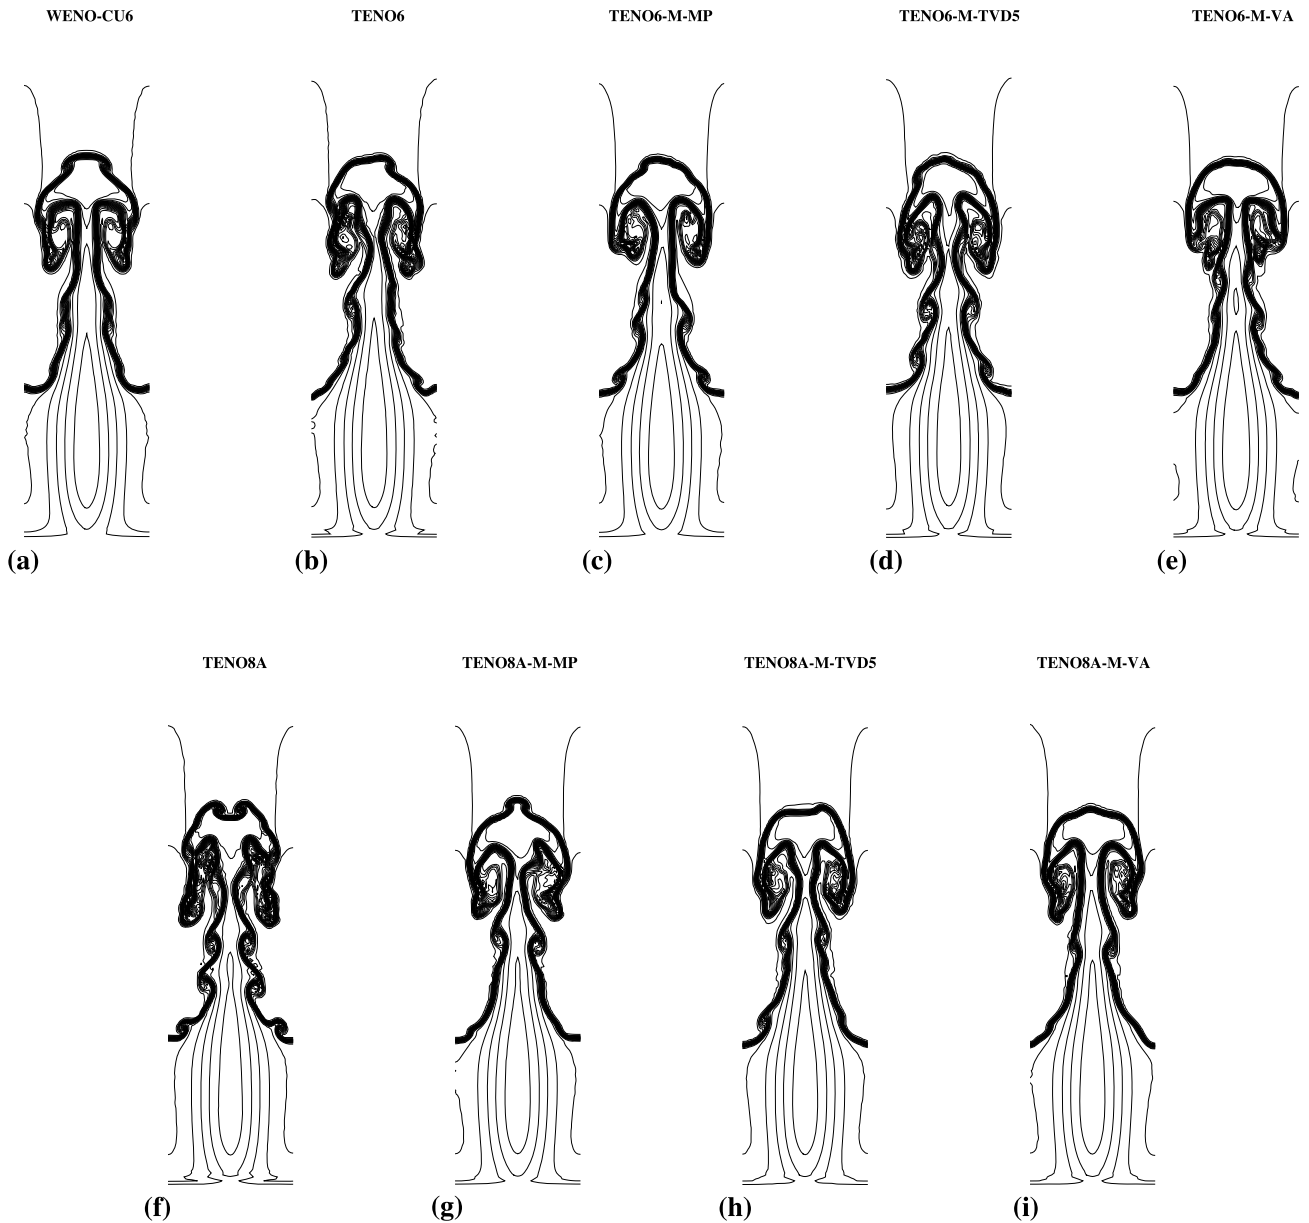 WENO-CU6
TENO6
TENO6-M-MP
TENO6-M-TVD5
TENO6-M-VA
(a)
(b)
(c)
(d)
(e)
TENO8A
TENO8A-M-MP
TENO8A-M-TVD5
TENO8A-M-VA
(f)
(g)
(h)
(i)